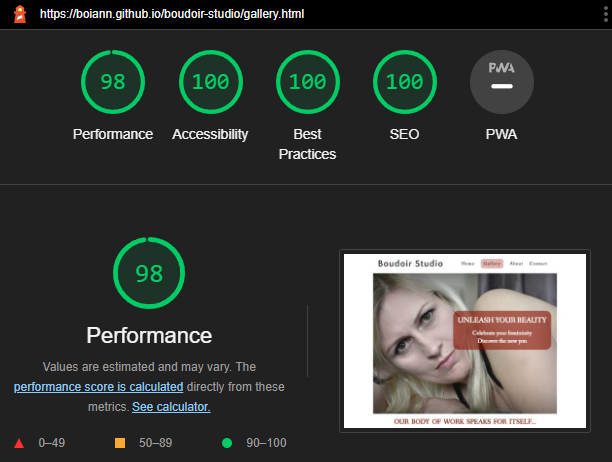 https://boiann.github.io/boudoir-studio/gallery.html
98
100
100
100
PWA
Performance
Accessibility
Best
Practices
SEO
PWA
98
Performance
Values are estimated and may vary. The
performance score is calculated directly from these
metrics. See calculator.
0–49
50–89
90–100
Boudoir Studio
Home Gallery About Contact
UNLEASH YOUR BEAUTY
Celebrate your femininity
Discover the new you
OUR BODY OF WORK SPEAKS FOR ITSELF...